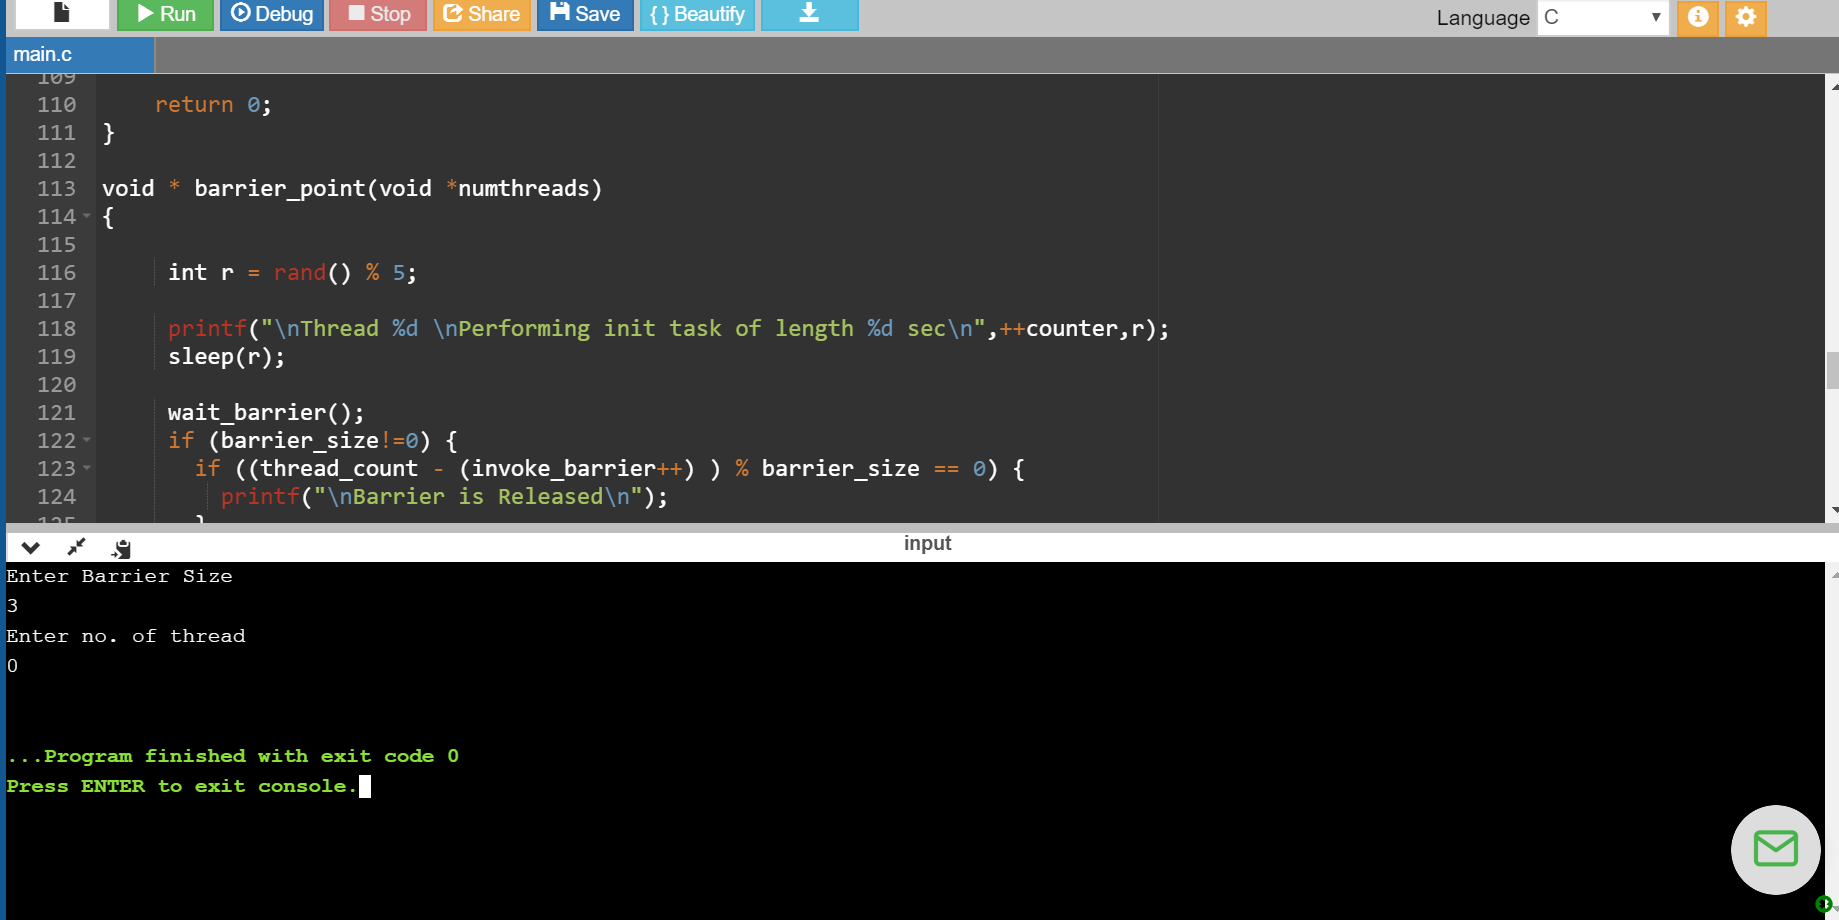 Run Debug Stop Share Save { } Beautify Language C
main.c
109
110 return 0;
111 }
112
113 void * barrier_point(void *numthreads)
114 {
115
116 int r = rand() % 5;
117
118 printf("\nThread %d \nPerforming init task of length %d sec\n",++counter,r);
119 sleep(r);
120
121 wait_barrier();
122 if (barrier_size!=0) {
123 if ((thread_count - (invoke_barrier++) ) % barrier_size == 0) {
124 printf("\nBarrier is Released\n");
125 }
input
Enter Barrier Size
3
Enter no. of thread
0
...Program finished with exit code 0
Press ENTER to exit console.